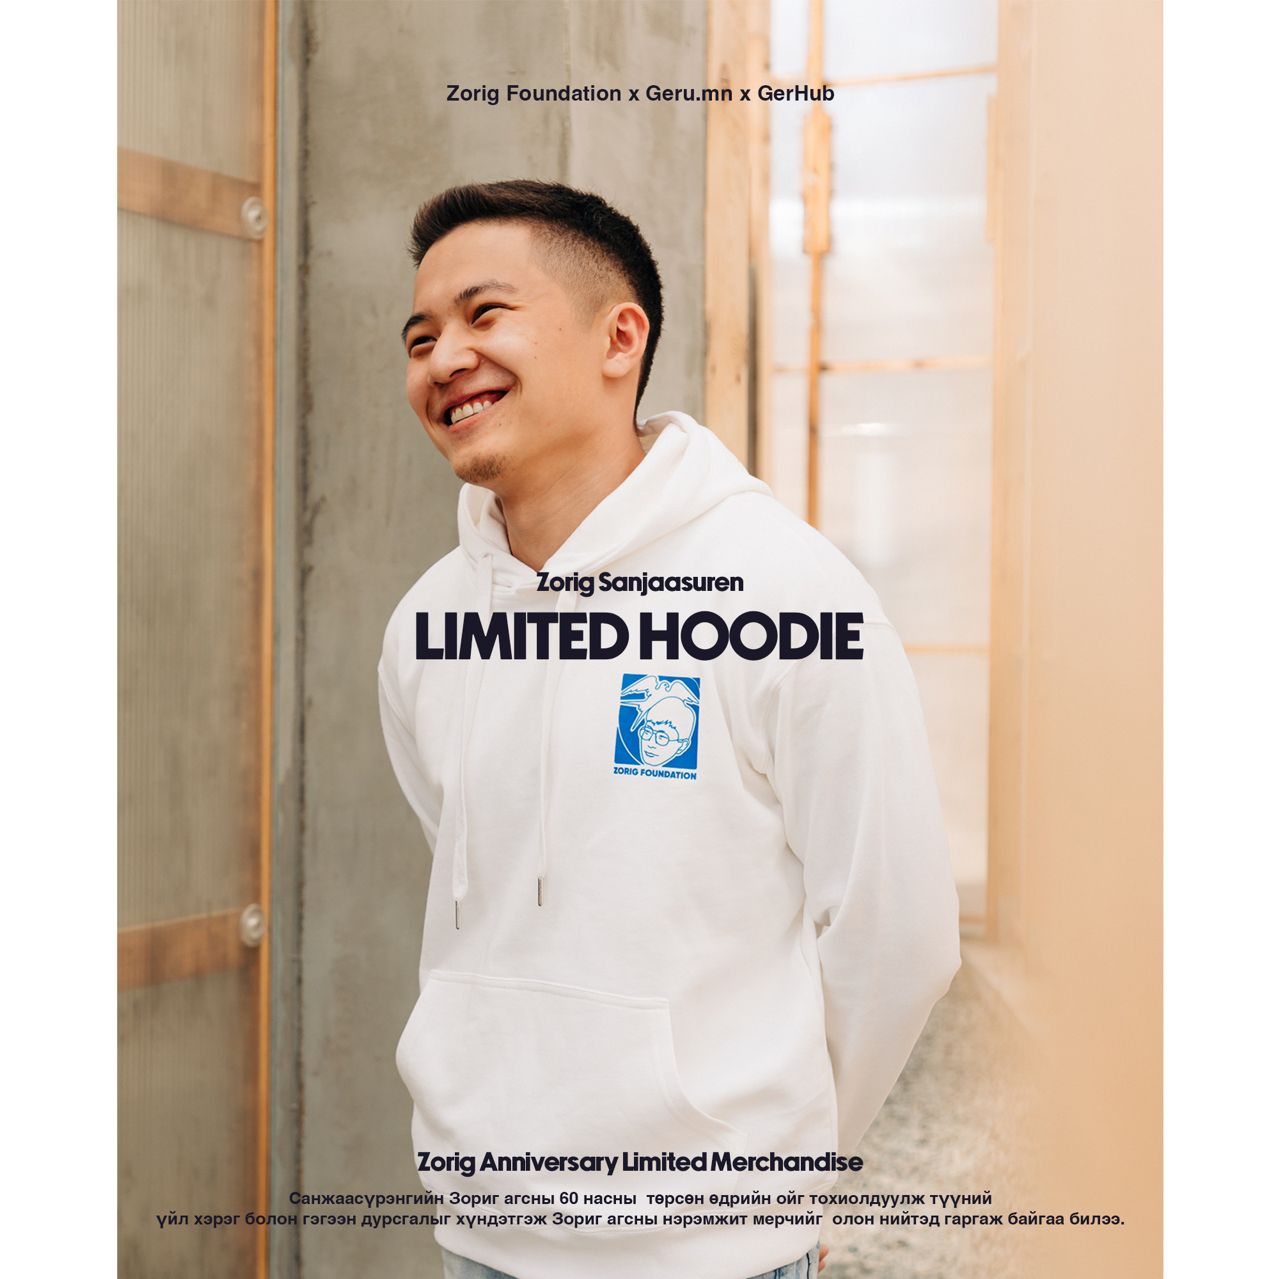 Zorig Foundation x Geru.mn x GerHub
Zorig Sanjaasuren
LIMITED HOODIE
ZORIG FOUNDATION
Zorig Anniversary Limited Merchandise
Санжаасүрэнгийн Зориг агсны 60 насны төрсөн өдрийн ойг тохиолдуулж түүний
үйл хэрэг болон гэгээн дурсгалыг хүндэтгэж Зориг агсны нэрэмжит мерчийг олон нийтэд гаргаж байгаа билээ.